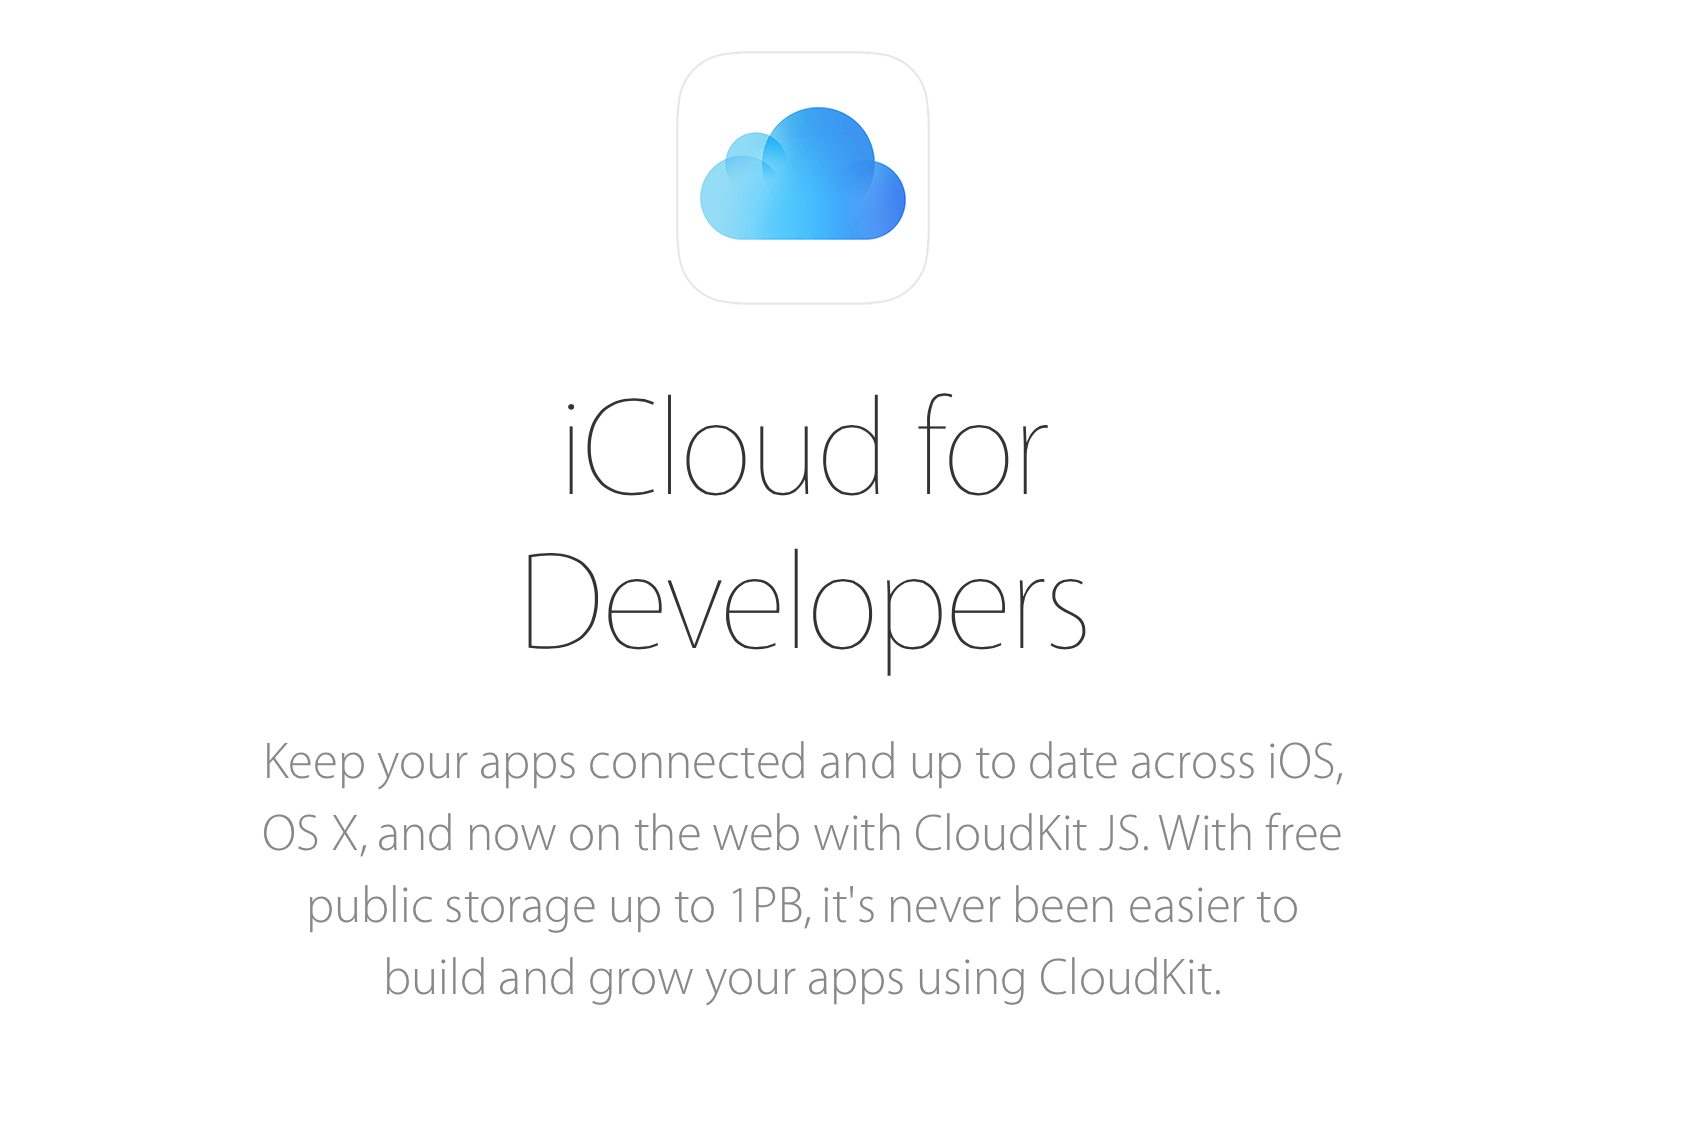 iCloud for
Developers
Keep your apps connected and up to date across iOS,
OS X, and now on the web with CloudKit JS. With free
public storage up to 1PB, it's never been easier to
build and grow your apps using CloudKit.